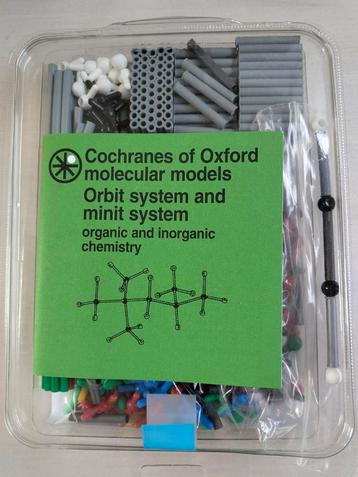 Cochranes of Oxford
molecular models
Orbit system and
minit system
organic and inorganic
chemistry